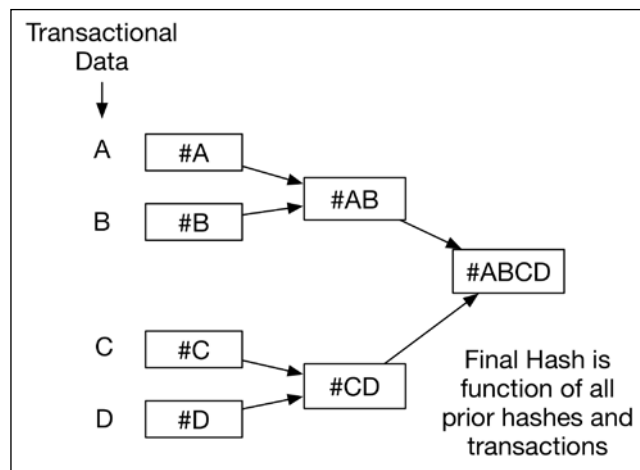 Transactional
Data
A
#A
#AB
B
#B
#ABCD
C
#C
#CD
D
#D
Final Hash is
function of all
prior hashes and
transactions